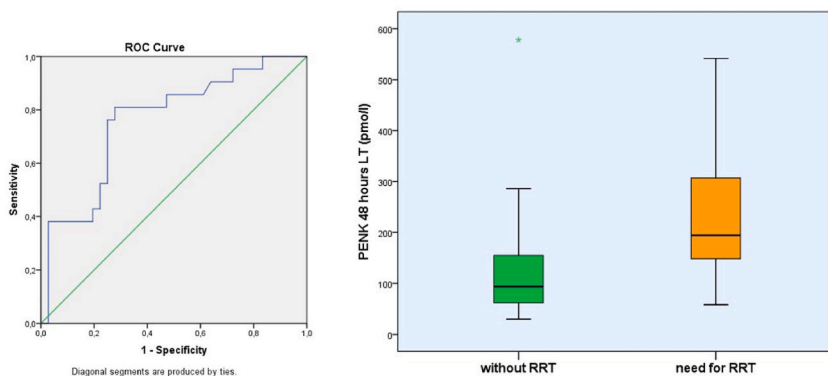 ROC Curve
Sensitivity
1,0
0,8
0,6
0,4
0,2
0,0
0,0 0,2 0,4 0,6 0,8 1,0
1 - Specificity
Diagonal segments are produced by ties.
PENK 48 hours LT (pmo/l)
600
500
400
300
200
100
0
*
without RRT need for RRT